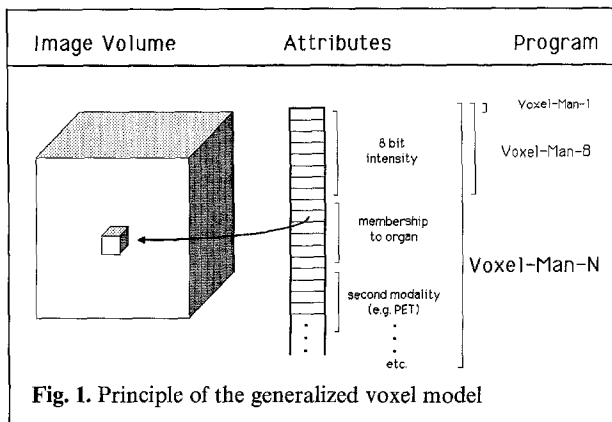 Image Volume Attributes Program
8 bit
intensity
membership
to organ
second modality
(e.g. PET)
etc.
Voxel-Man-1
Voxel-Man-8
Voxel-Man-N
Fig. 1. Principle of the generalized voxel model